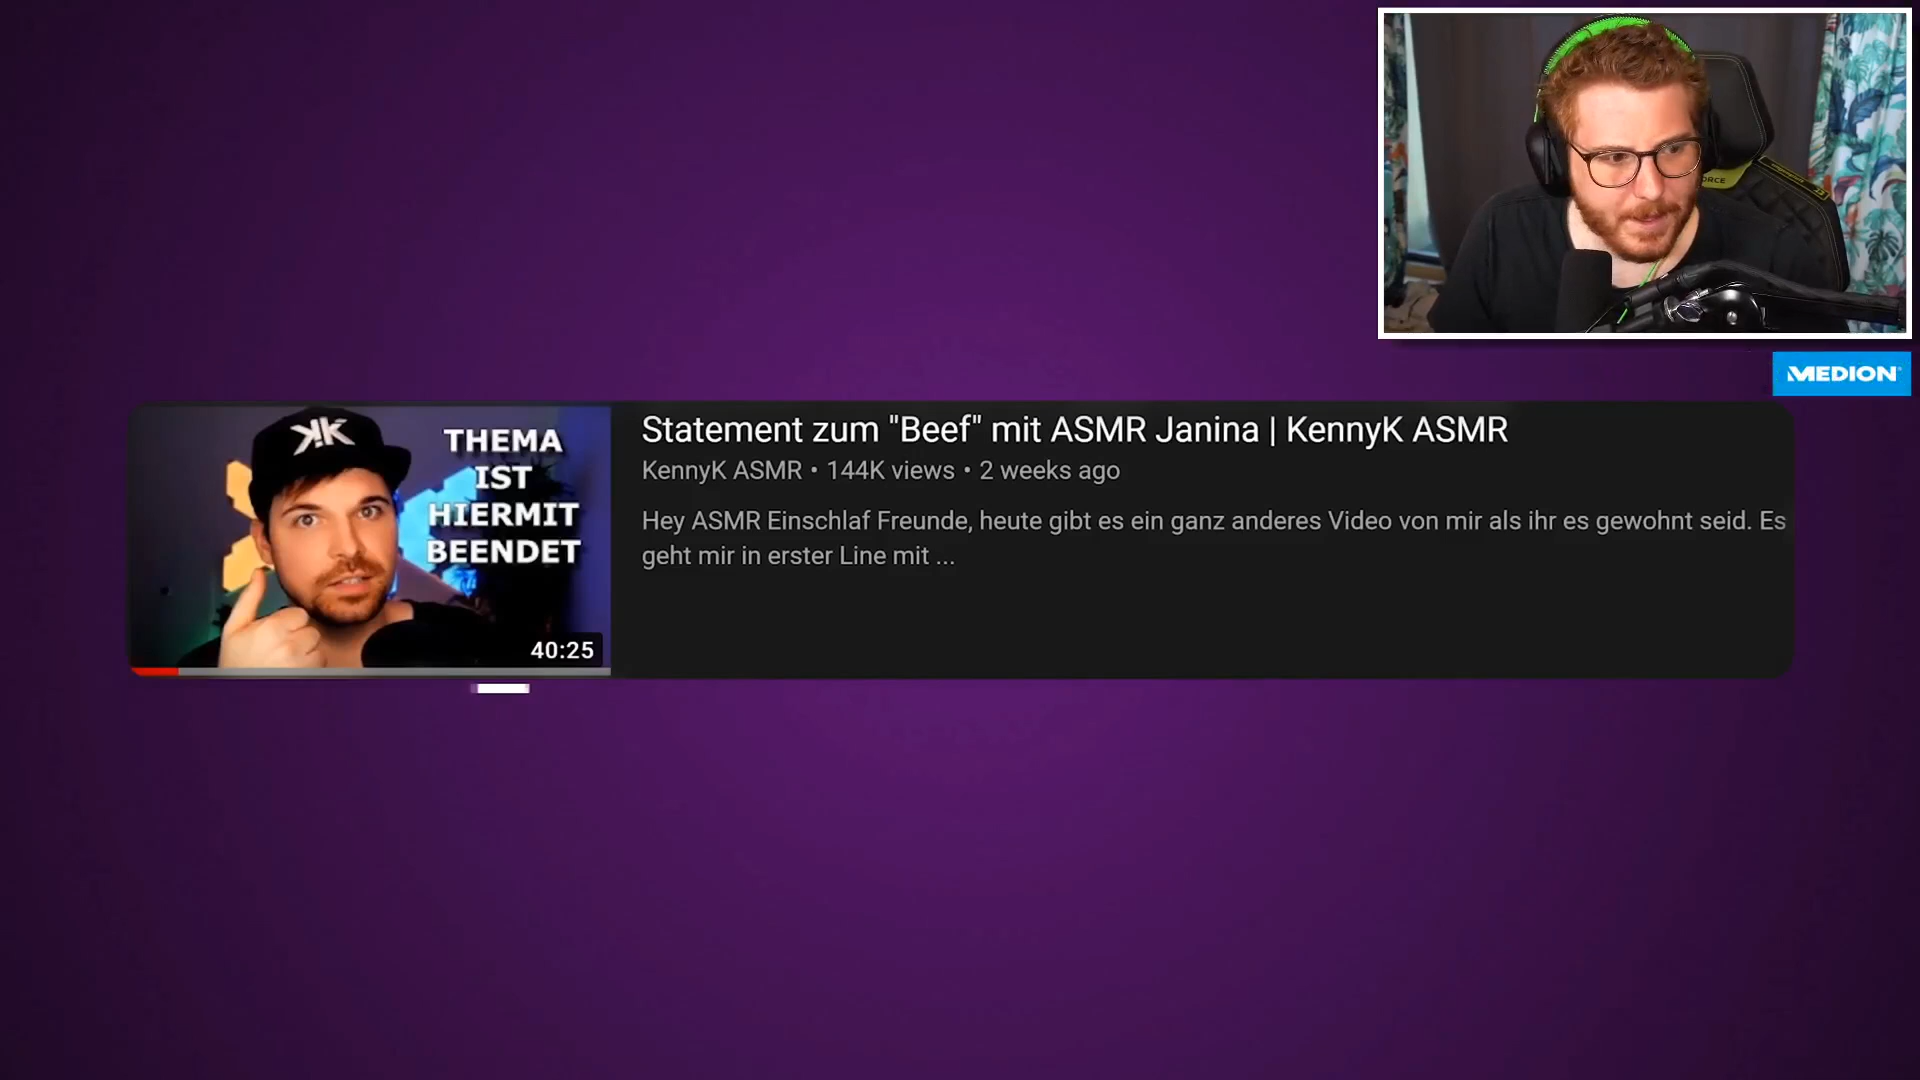 ORCE
MEDION
THEMA
IST
HIERMIT
BEENDET
40:25
Statement zum "Beef" mit ASMR Janina | KennyK ASMR
KennyK ASMR • 144K views • 2 weeks ago
Hey ASMR Einschlaf Freunde, heute gibt es ein ganz anderes Video von mir als ihr es gewohnt seid. Es
geht mir in erster Line mit ...